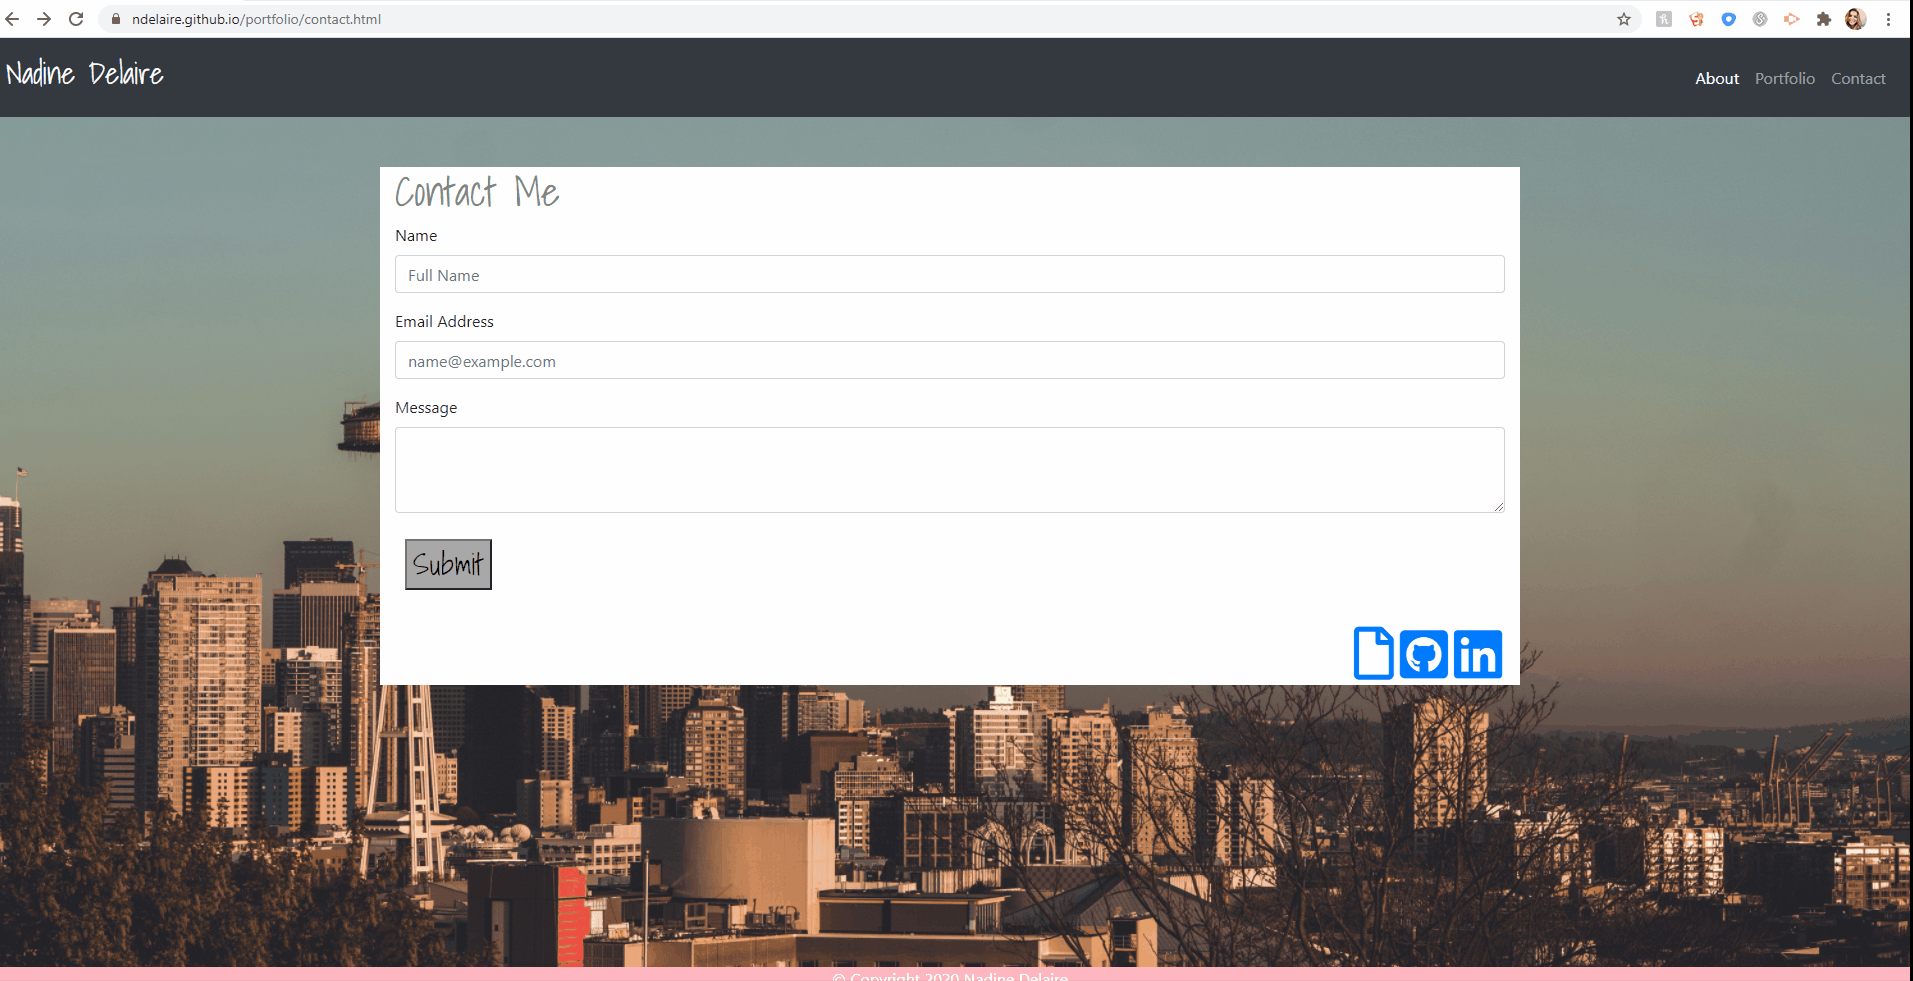 ndelaire.github.io/portfolio/contact.html
Nadine Delaire
About Portfolio Contact
Contact Me
Name
Full Name
Email Address
name@example.com
Message
Submit
in
© Copyright 2020 Nadine Delaire